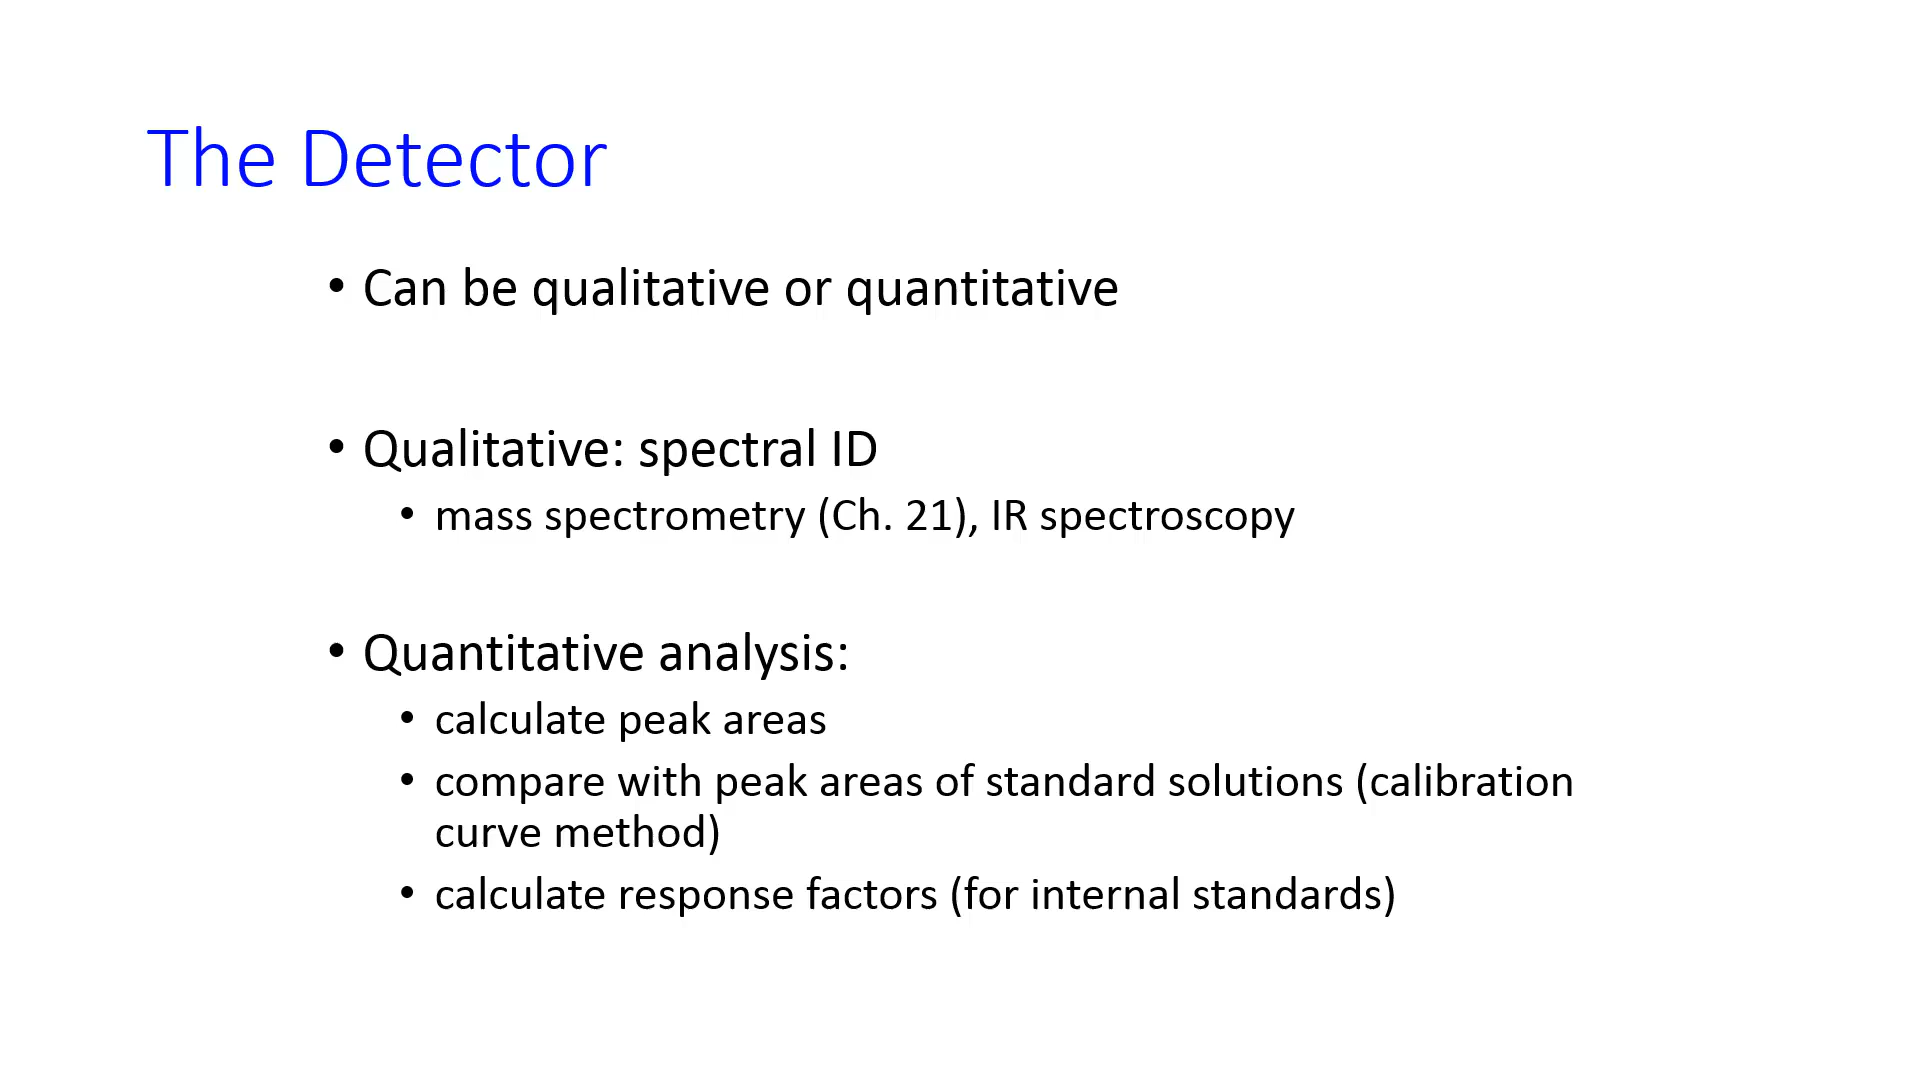 The Detector
• Can be qualitative or quantitative
• Qualitative: spectral ID
• mass spectrometry (Ch. 21), IR spectroscopy
• Quantitative analysis:
• calculate peak areas
• compare with peak areas of standard solutions (calibration
curve method)
• calculate response factors (for internal standards)